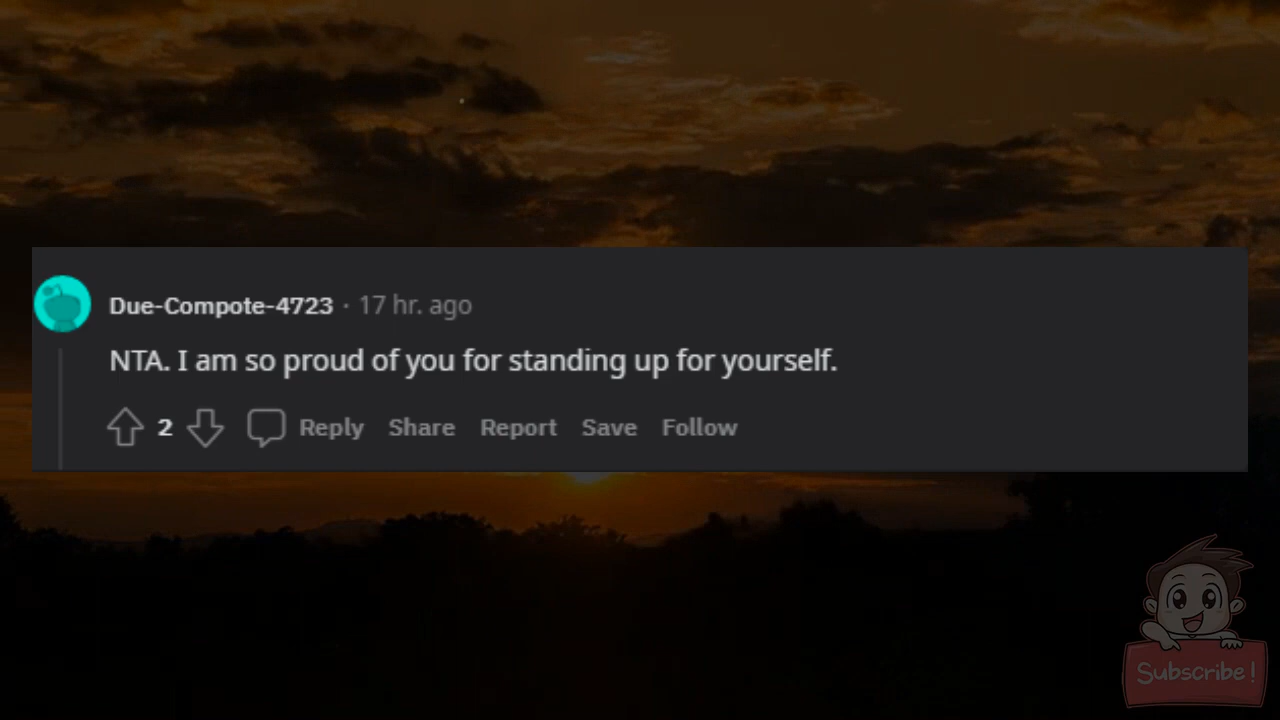 Due-Compote-4723 · 17 hr. ago
NTA. I am so proud of you for standing up for yourself.
2 Reply Share Report Save Follow
Subscribe!